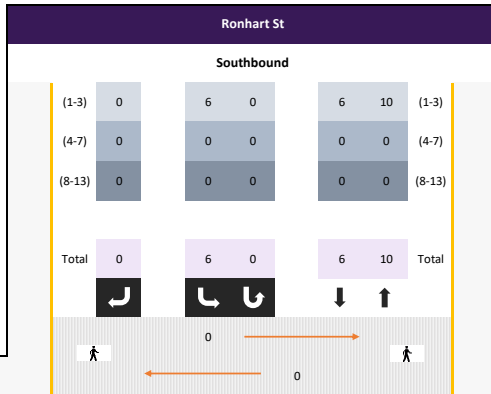 Ronhart St
Southbound
(1-3) 0 6 0 6 10 (1-3)
(4-7) 0 0 0 0 0 (4-7)
(8-13) 0 0 0 0 0 (8-13)
Total 0 6 0 6 10 Total
0
0